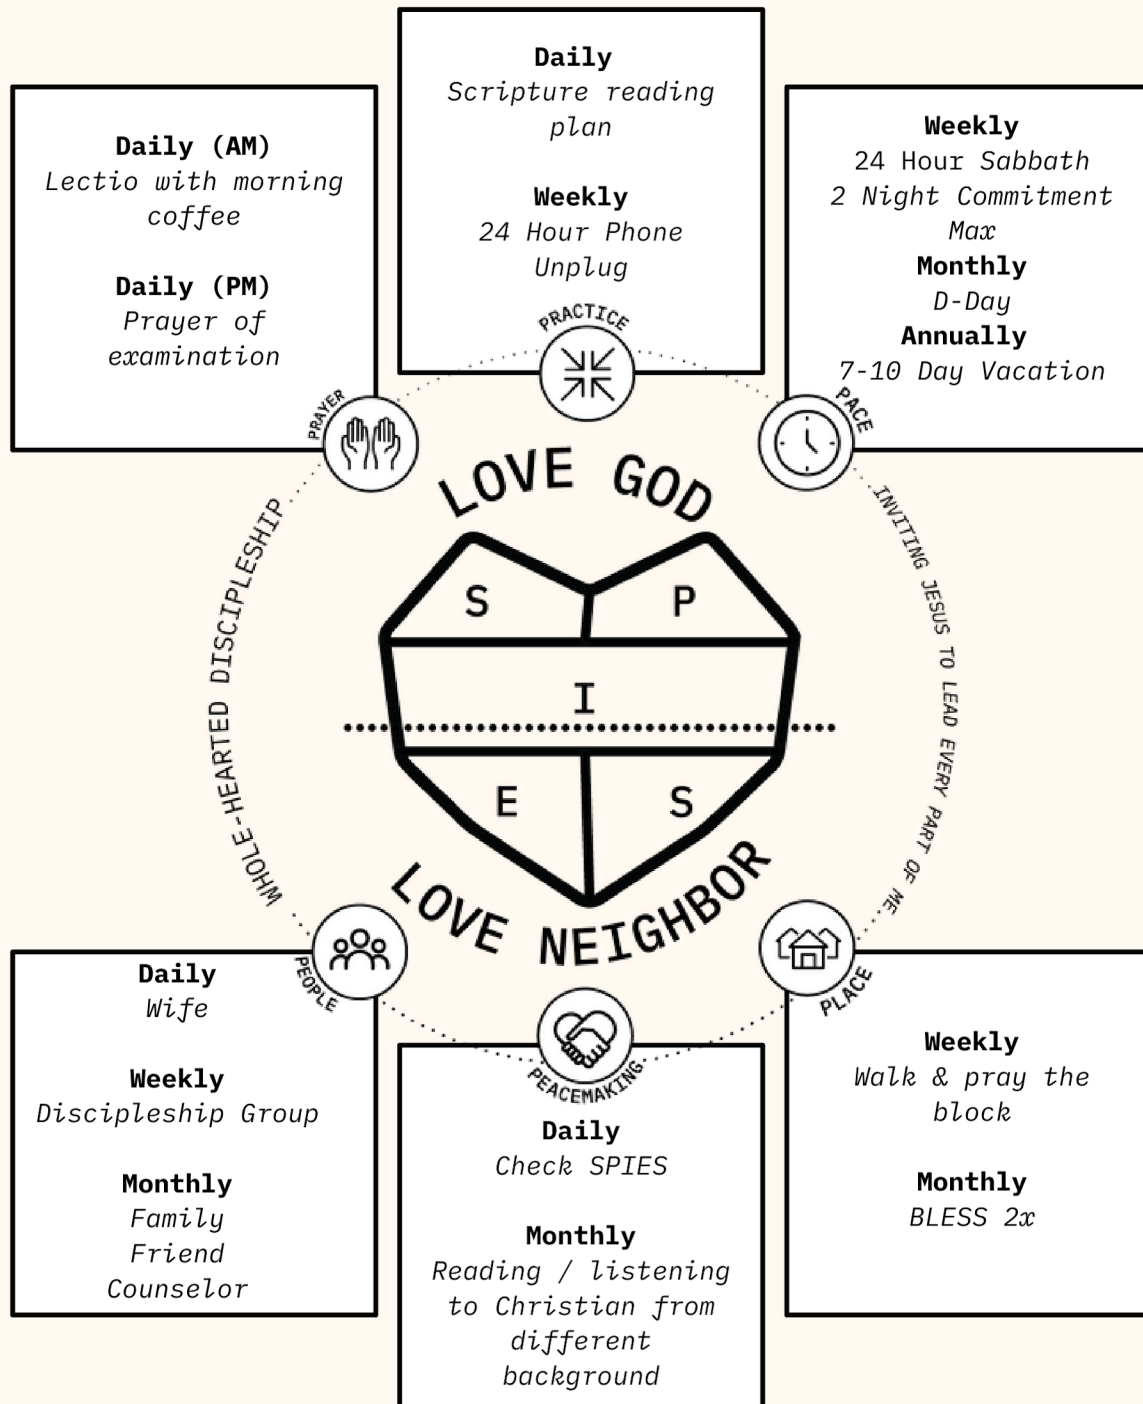 Daily (AM)
Lectio with morning
coffee
Daily (PM)
Prayer of
examination
PRAYER
Daily
Scripture reading
plan
Weekly
24 Hour Phone
Unplug
PRACTICE
Weekly
24 Hour Sabbath
2 Night Commitment
Max
Monthly
D-Day
Annually
7-10 Day Vacation
PACE
LOVE GOD
WHOLE-HEARTED DISCIPLESHIP
INVITING JESUS TO LEAD EVERY PART OF ME
S P
I
E S
LOVE NEIGHBOR
PEOPLE
Daily
Wife
Weekly
Discipleship Group
Monthly
Family
Friend
Counselor
PEACEMAKING
Daily
Check SPIES
Monthly
Reading / listening
to Christian from
different
background
PLACE
Weekly
Walk & pray the
block
Monthly
BLESS 2x